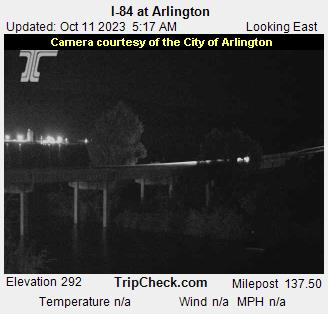 I-84 at Arlington
Updated: Oct 11 2023 5:17 AM Looking East
Camera courtesy of the City of Arlington
Elevation 292 TripCheck.com Milepost 137.50
Temperature n/a Wind n/a MPH n/a